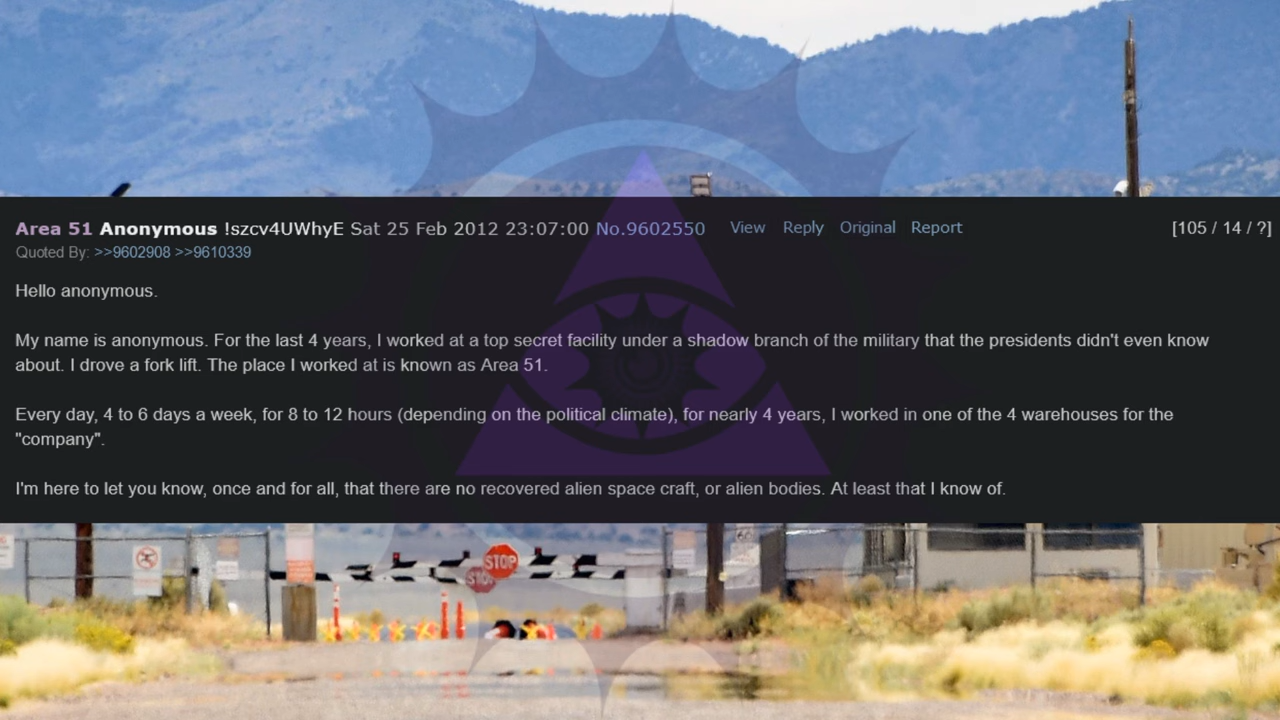 Area 51 Anonymous !szcv4UWhyE Sat 25 Feb 2012 23:07:00 No.9602550 View Reply Original Report [105 / 14 / ?]
Quoted By: >>9602908 >>9610339
Hello anonymous.
My name is anonymous. For the last 4 years, I worked at a top secret facility under a shadow branch of the military that the presidents didn't even know
about. I drove a fork lift. The place I worked at is known as Area 51.
Every day, 4 to 6 days a week, for 8 to 12 hours (depending on the political climate), for nearly 4 years, I worked in one of the 4 warehouses for the
"company".
I'm here to let you know, once and for all, that there are no recovered alien space craft, or alien bodies. At least that I know of.
STOP
STOP